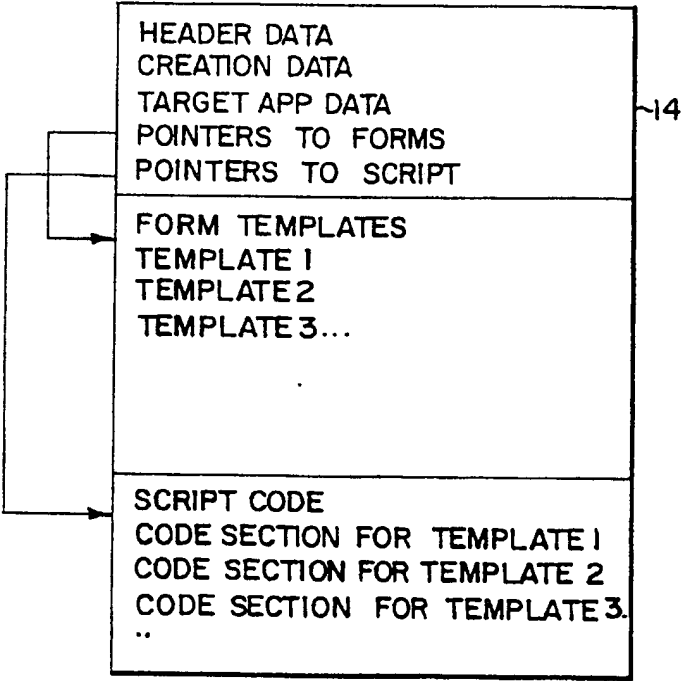 HEADER DATA
CREATION DATA
TARGET APP DATA
~14
POINTERS TO FORMS
POINTERS TO SCRIPT
FORM TEMPLATES
TEMPLATE 1
TEMPLATE 2
TEMPLATE 3...
SCRIPT CODE
CODE SECTION FOR TEMPLATE 1
CODE SECTION FOR TEMPLATE 2
CODE SECTION FOR TEMPLATE 3.
..